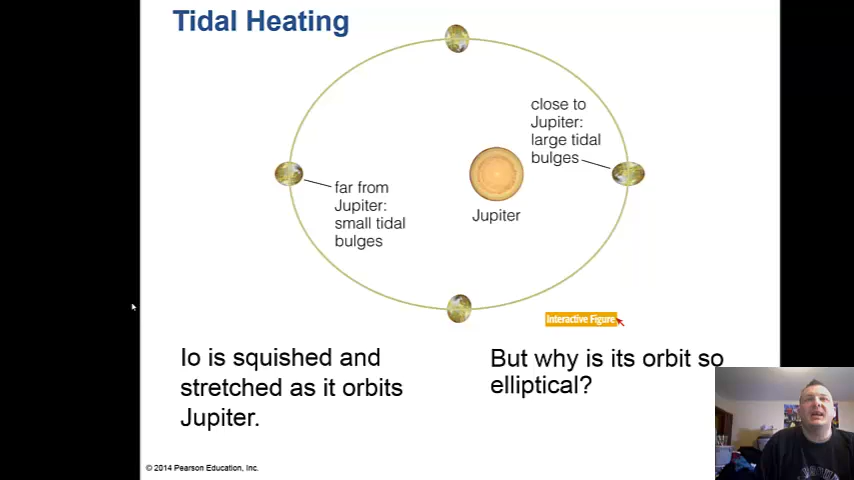 Tidal Heating
close to
Jupiter:
large tidal
bulges
far from
Jupiter:
small tidal
bulges
Jupiter
Interactive Figure
Io is squished and
stretched as it orbits
Jupiter.
But why is its orbit so
elliptical?
© 2014 Pearson Education, Inc.